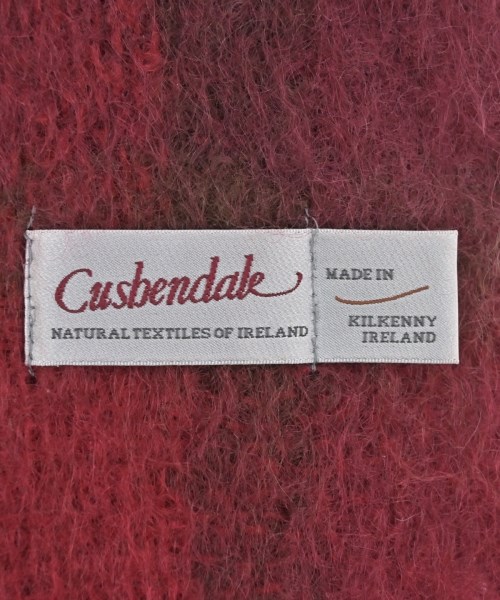 Cushendale
NATURAL TEXTILES OF IRELAND
MADE IN
KILKENNY
IRELAND